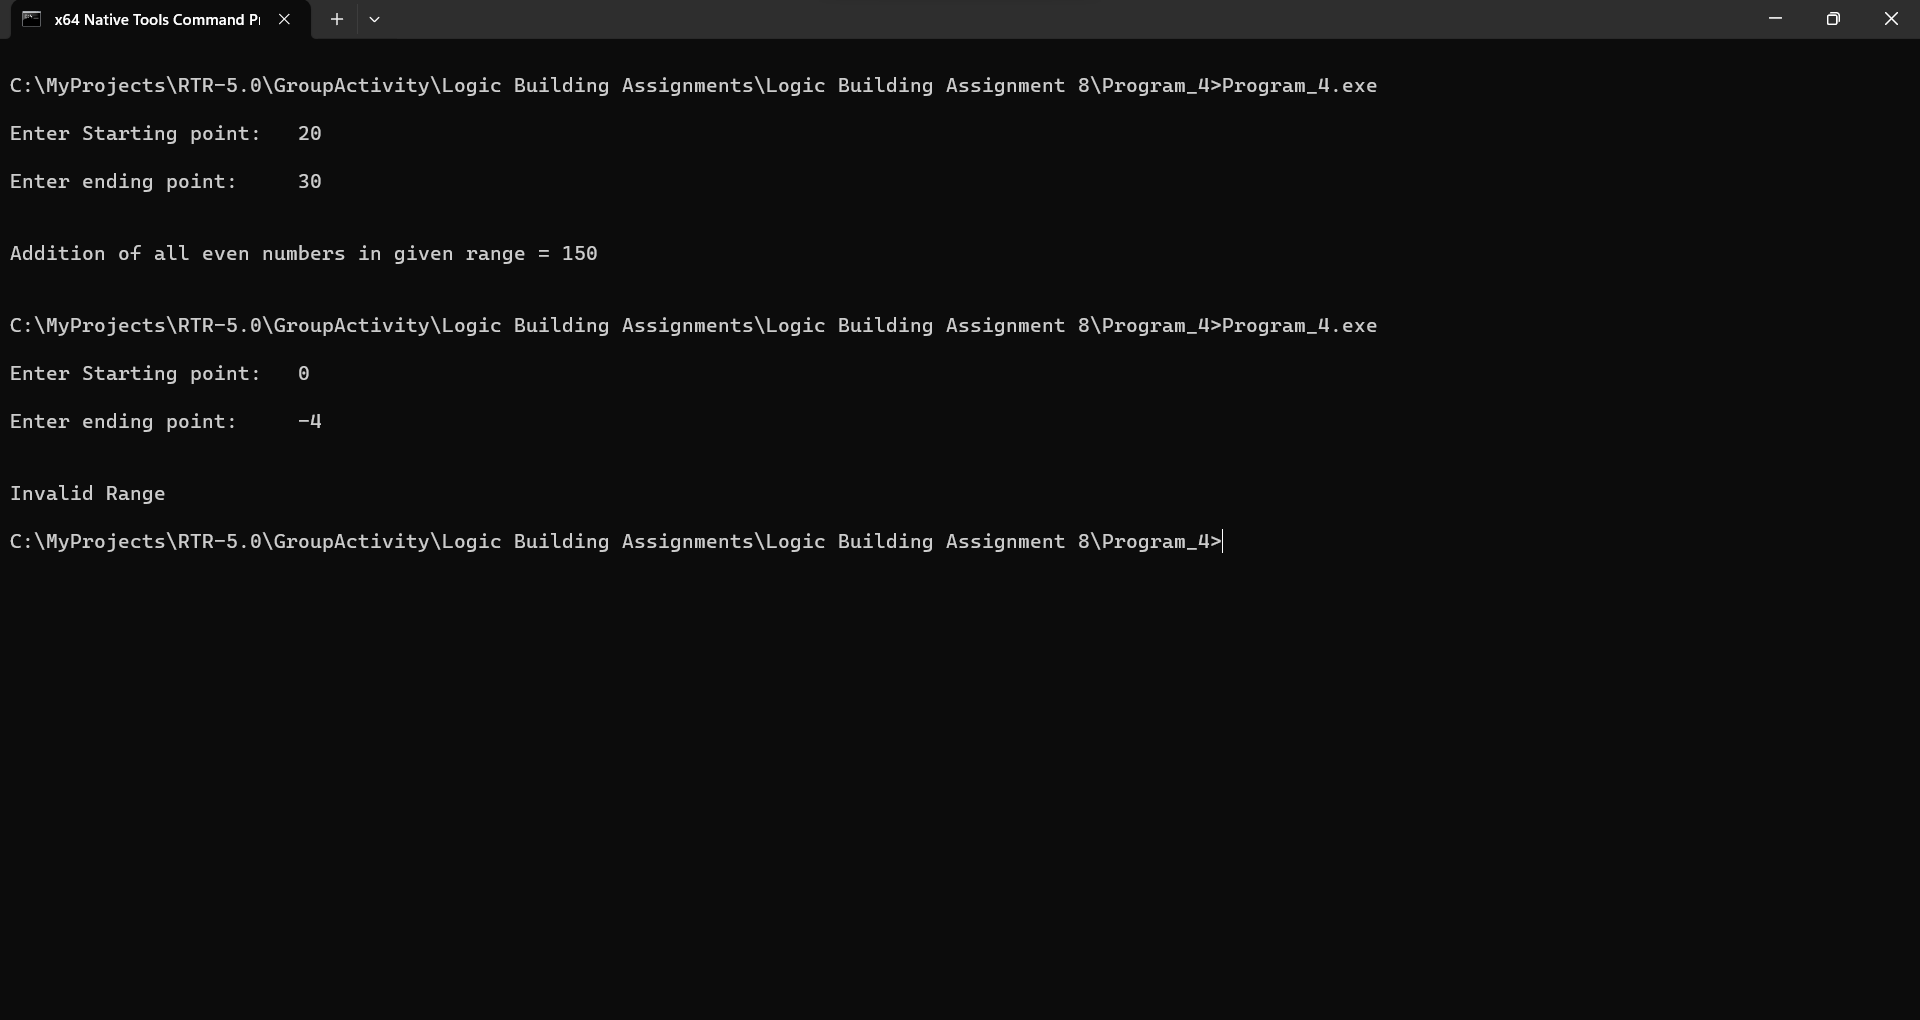 x64 Native Tools Command Pr
C:\MyProjects\RTR-5.0\GroupActivity\Logic Building Assignments\Logic Building Assignment 8\Program_4>Program_4.exe
Enter Starting point:   20
Enter ending point:     30
Addition of all even numbers in given range = 150
C:\MyProjects\RTR-5.0\GroupActivity\Logic Building Assignments\Logic Building Assignment 8\Program_4>Program_4.exe
Enter Starting point:   0
Enter ending point:     -4
Invalid Range
C:\MyProjects\RTR-5.0\GroupActivity\Logic Building Assignments\Logic Building Assignment 8\Program_4>